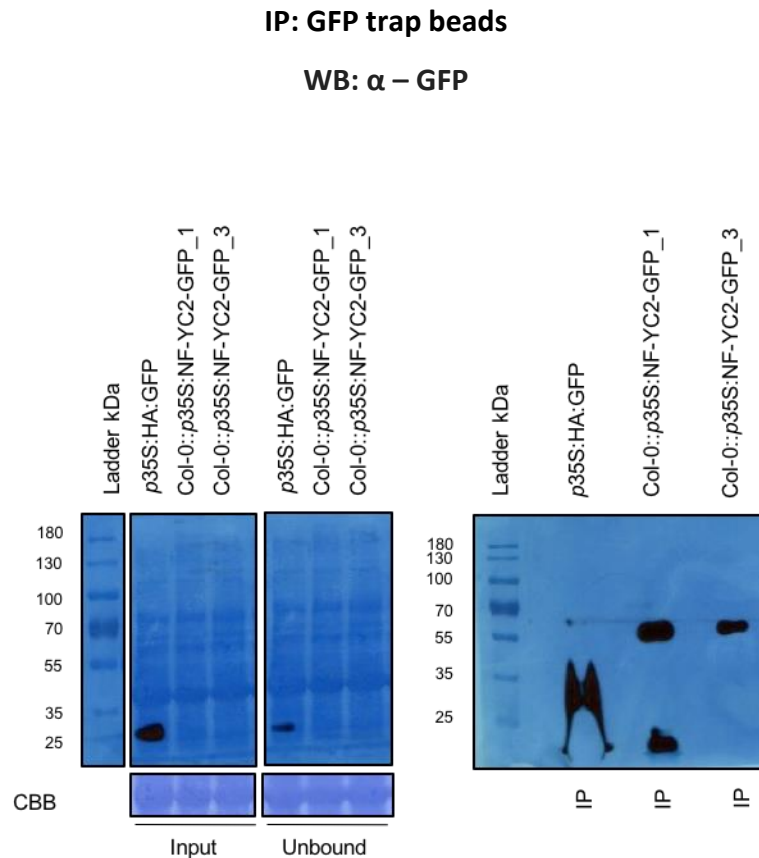 IP: GFP trap beads
WB: α – GFP
Ladder kDa
p35S:HA:GFP
Col-0::p35S:NF-YC2-GFP_1
Col-0::p35S:NF-YC2-GFP_3
p35S:HA:GFP
Col-0::p35S:NF-YC2-GFP_1
Col-0::p35S:NF-YC2-GFP_3
180
130
100
70
55
35
25
CBB
Input
Unbound
Ladder kDa
p35S:HA:GFP
Col-0::p35S:NF-YC2-GFP_1
Col-0::p35S:NF-YC2-GFP_3
180
130
100
70
55
35
25
IP
IP
IP